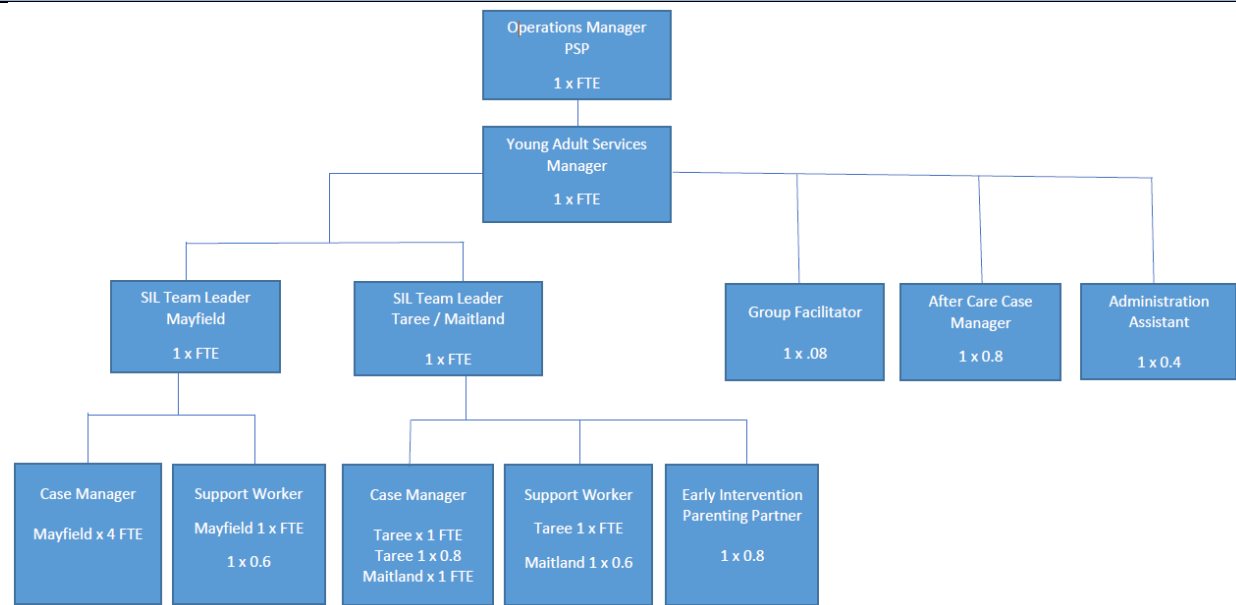 Operations Manager
PSP
1 x FTE
Young Adult Services
Manager
1 x FTE
SIL Team Leader
Mayfield
1 x FTE
SIL Team Leader
Taree / Maitland
1 x FTE
Group Facilitator
1 x .08
After Care Case
Manager
1 x 0.8
Administration
Assistant
1 x 0.4
Case Manager
Mayfield x 4 FTE
Support Worker
Mayfield 1 x FTE
1 x 0.6
Case Manager
Taree x 1 FTE
Taree 1 x 0.8
Maitland x 1 FTE
Support Worker
Taree 1 x FTE
Maitland 1 x 0.6
Early Intervention
Parenting Partner
1 x 0.8